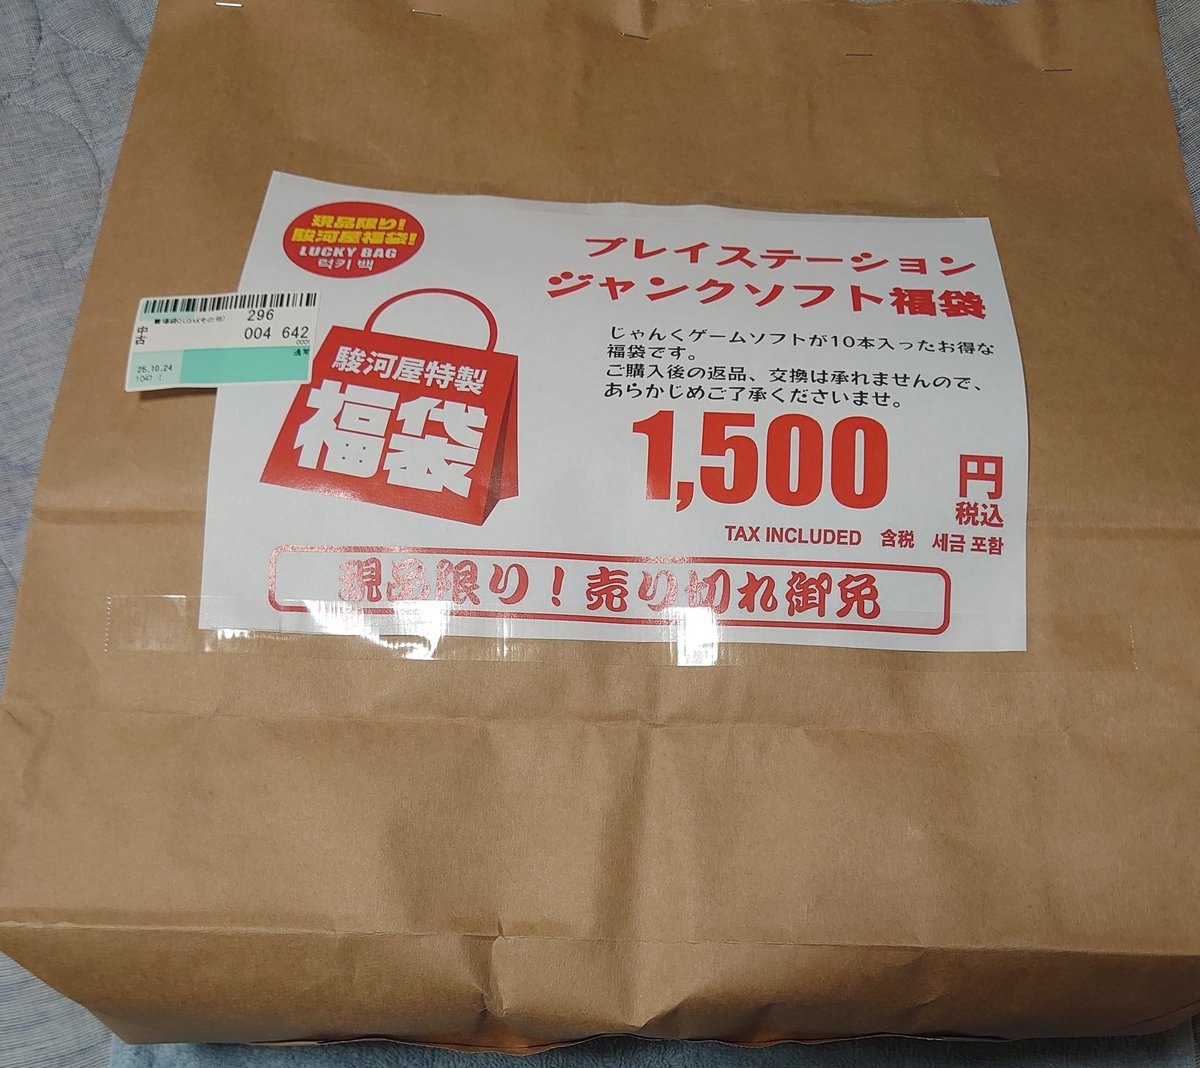 現品限り!
駿河屋福袋!
LUCKY BAG
럭키 백
プレイステーション
ジャンクソフト福袋
じゃんくゲームソフトが10本入ったお得な
福袋です。
ご購入後の返品、交換は承れませんので、
あらかじめご了承くださいませ。
1,500
円
税込
TAX INCLUDED 含税 세금 포함
駿河屋特製
福袋
現品限り!売り切れ御免
296
中古
004 642
0001
通常
25.10.24